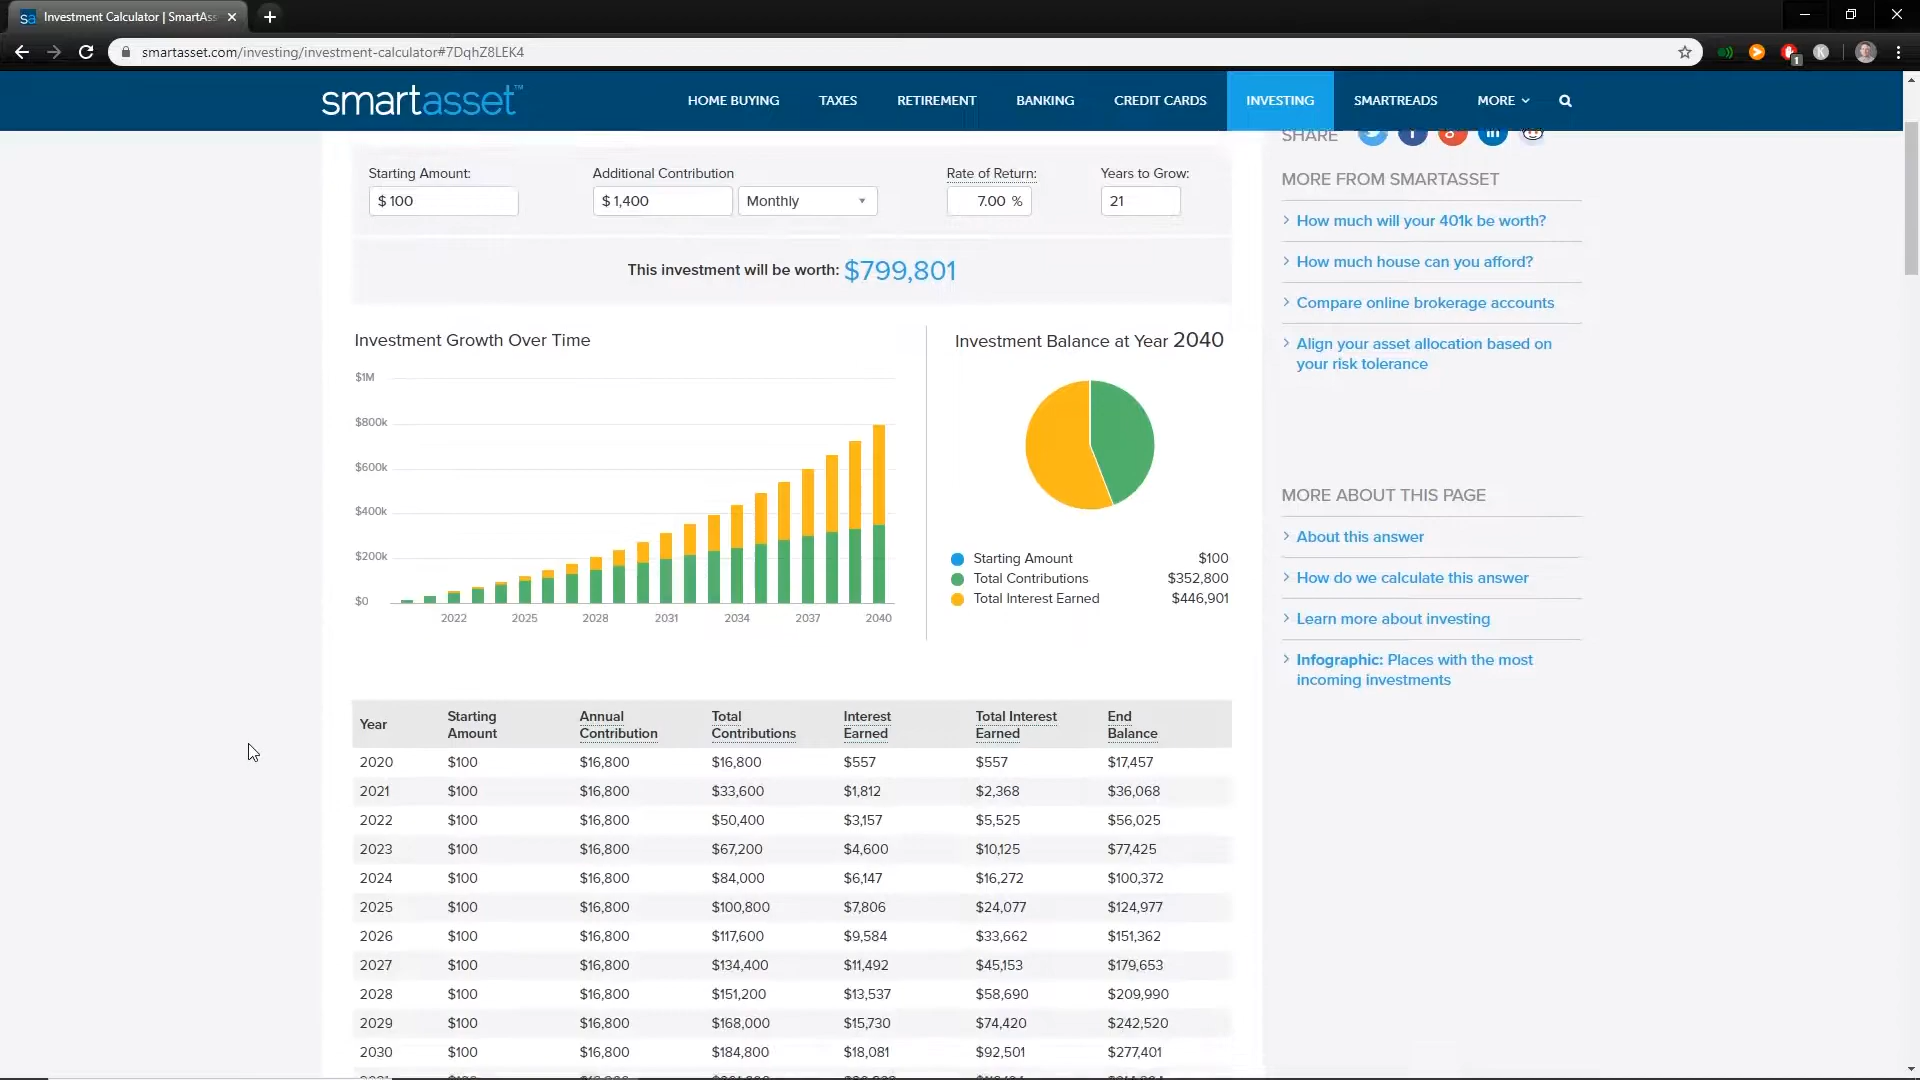 Investment Calculator | SmartAss
smartasset.com/investing/investment-calculator#7DqhZ8LEK4
1
smartasset™
HOME BUYING TAXES RETIREMENT BANKING CREDIT CARDS INVESTING SMARTREADS MORE
SHARE
Starting Amount: Additional Contribution Rate of Return: Years to Grow:
$ 100 $ 1,400 Monthly 7.00 % 21
This investment will be worth: $799,801
MORE FROM SMARTASSET
How much will your 401k be worth?
How much house can you afford?
Compare online brokerage accounts
Align your asset allocation based on
your risk tolerance
Investment Growth Over Time
$1M
$800k
$600k
$400k
$200k
$0
2022 2025 2028 2031 2034 2037 2040
Investment Balance at Year 2040
Starting Amount $100
Total Contributions $352,800
Total Interest Earned $446,901
MORE ABOUT THIS PAGE
About this answer
How do we calculate this answer
Learn more about investing
Infographic: Places with the most
incoming investments
Year Starting Amount Annual Contribution Total Contributions Interest Earned Total Interest Earned End Balance
2020 $100 $16,800 $16,800 $557 $557 $17,457
2021 $100 $16,800 $33,600 $1,812 $2,368 $36,068
2022 $100 $16,800 $50,400 $3,157 $5,525 $56,025
2023 $100 $16,800 $67,200 $4,600 $10,125 $77,425
2024 $100 $16,800 $84,000 $6,147 $16,272 $100,372
2025 $100 $16,800 $100,800 $7,806 $24,077 $124,977
2026 $100 $16,800 $117,600 $9,584 $33,662 $151,362
2027 $100 $16,800 $134,400 $11,492 $45,153 $179,653
2028 $100 $16,800 $151,200 $13,537 $58,690 $209,990
2029 $100 $16,800 $168,000 $15,730 $74,420 $242,520
2030 $100 $16,800 $184,800 $18,081 $92,501 $277,401